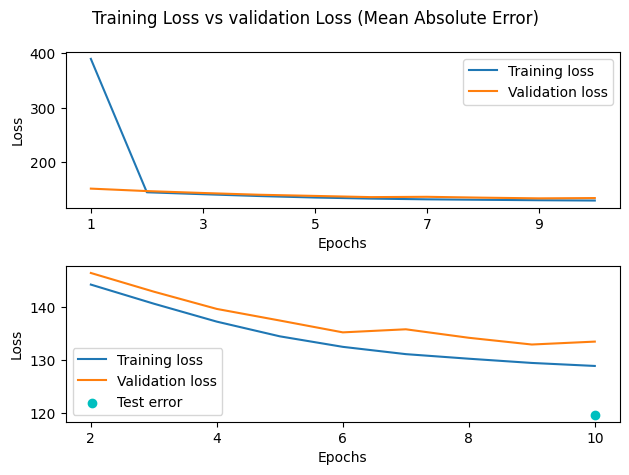 Training Loss vs validation Loss (Mean Absolute Error)
400
300
200
Loss
Training loss
Validation loss
1 3 5 7 9
Epochs
140
130
120
Loss
Training loss
Validation loss
Test error
2 4 6 8 10
Epochs